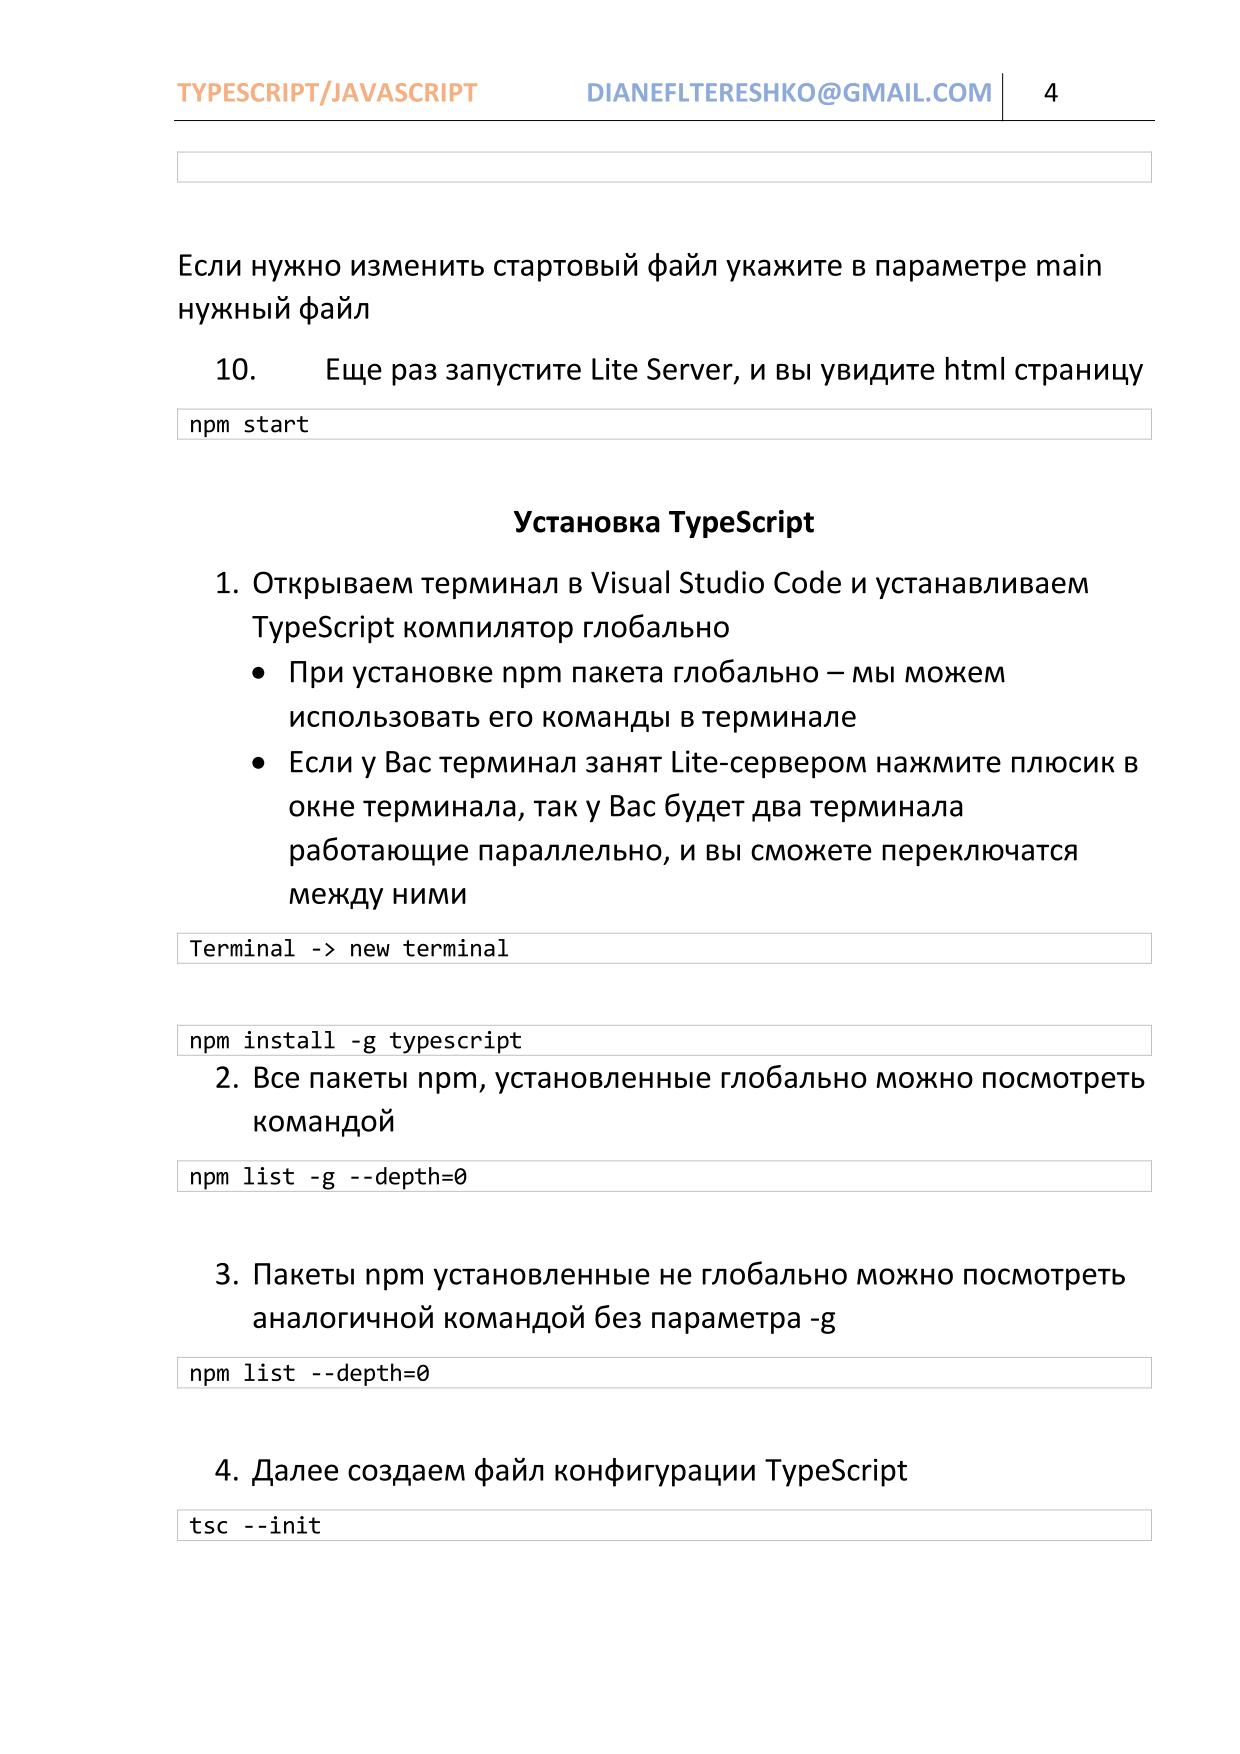 TYPESCRIPT/JAVASCRIPT DIANEFLTERESHKO@GMAIL.COM 4
Если нужно изменить стартовый файл укажите в параметре main
нужный файл
10. Еще раз запустите Lite Server, и вы увидите html страницу
npm start
Установка TypeScript
1. Открываем терминал в Visual Studio Code и устанавливаем
TypeScript компилятор глобально
• При установке npm пакета глобально – мы можем
использовать его команды в терминале
• Если у Вас терминал занят Lite-сервером нажмите плюсик в
окне терминала, так у Вас будет два терминала
работающие параллельно, и вы сможете переключатся
между ними
Terminal -> new terminal
npm install -g typescript
2. Все пакеты npm, установленные глобально можно посмотреть
командой
npm list -g --depth=0
3. Пакеты npm установленные не глобально можно посмотреть
аналогичной командой без параметра -g
npm list --depth=0
4. Далее создаем файл конфигурации TypeScript
tsc --init